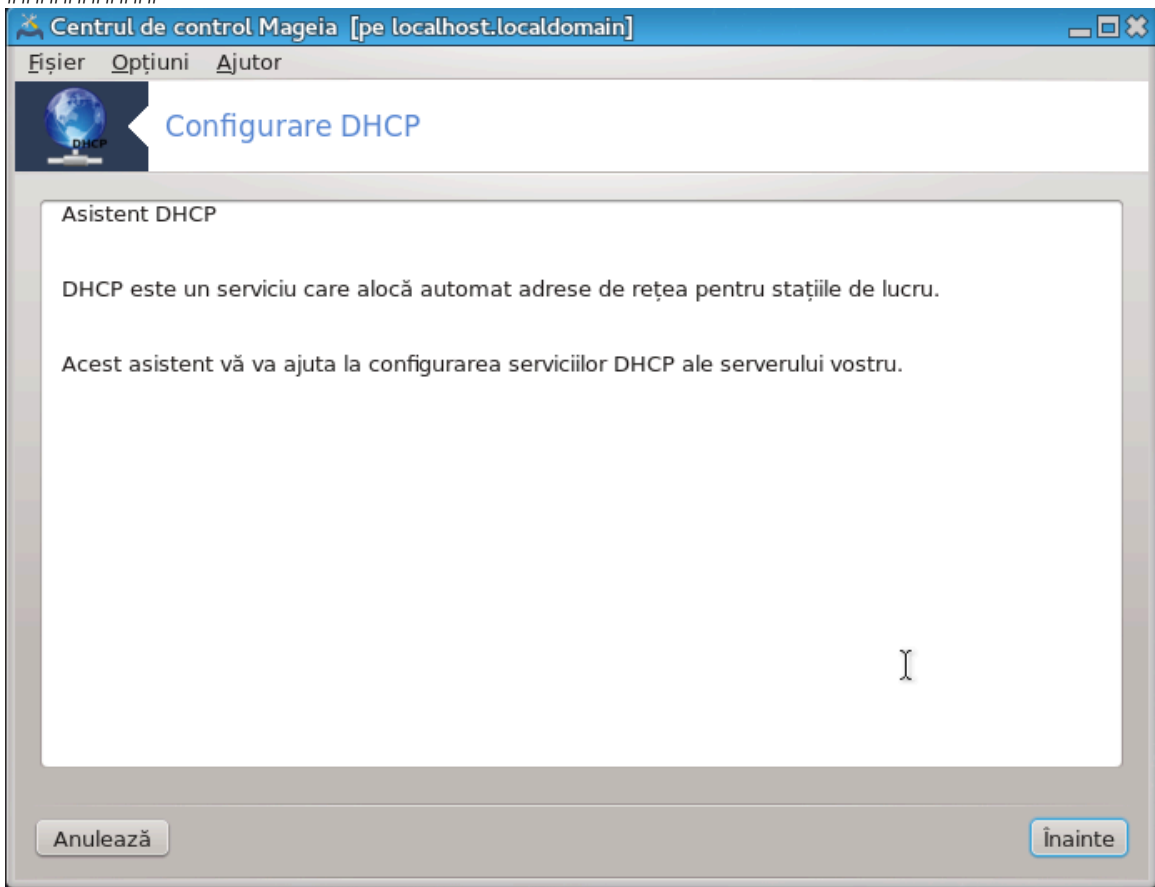 Centrul de control Mageia [pe localhost.localdomain]
Fișier Opțiuni Ajutor
DHCP
Configurare DHCP
Asistent DHCP
DHCP este un serviciu care alocă automat adrese de rețea pentru stațiile de lucru.
Acest asistent vă va ajuta la configurarea serviciilor DHCP ale serverului vostru.
Anulează Înainte